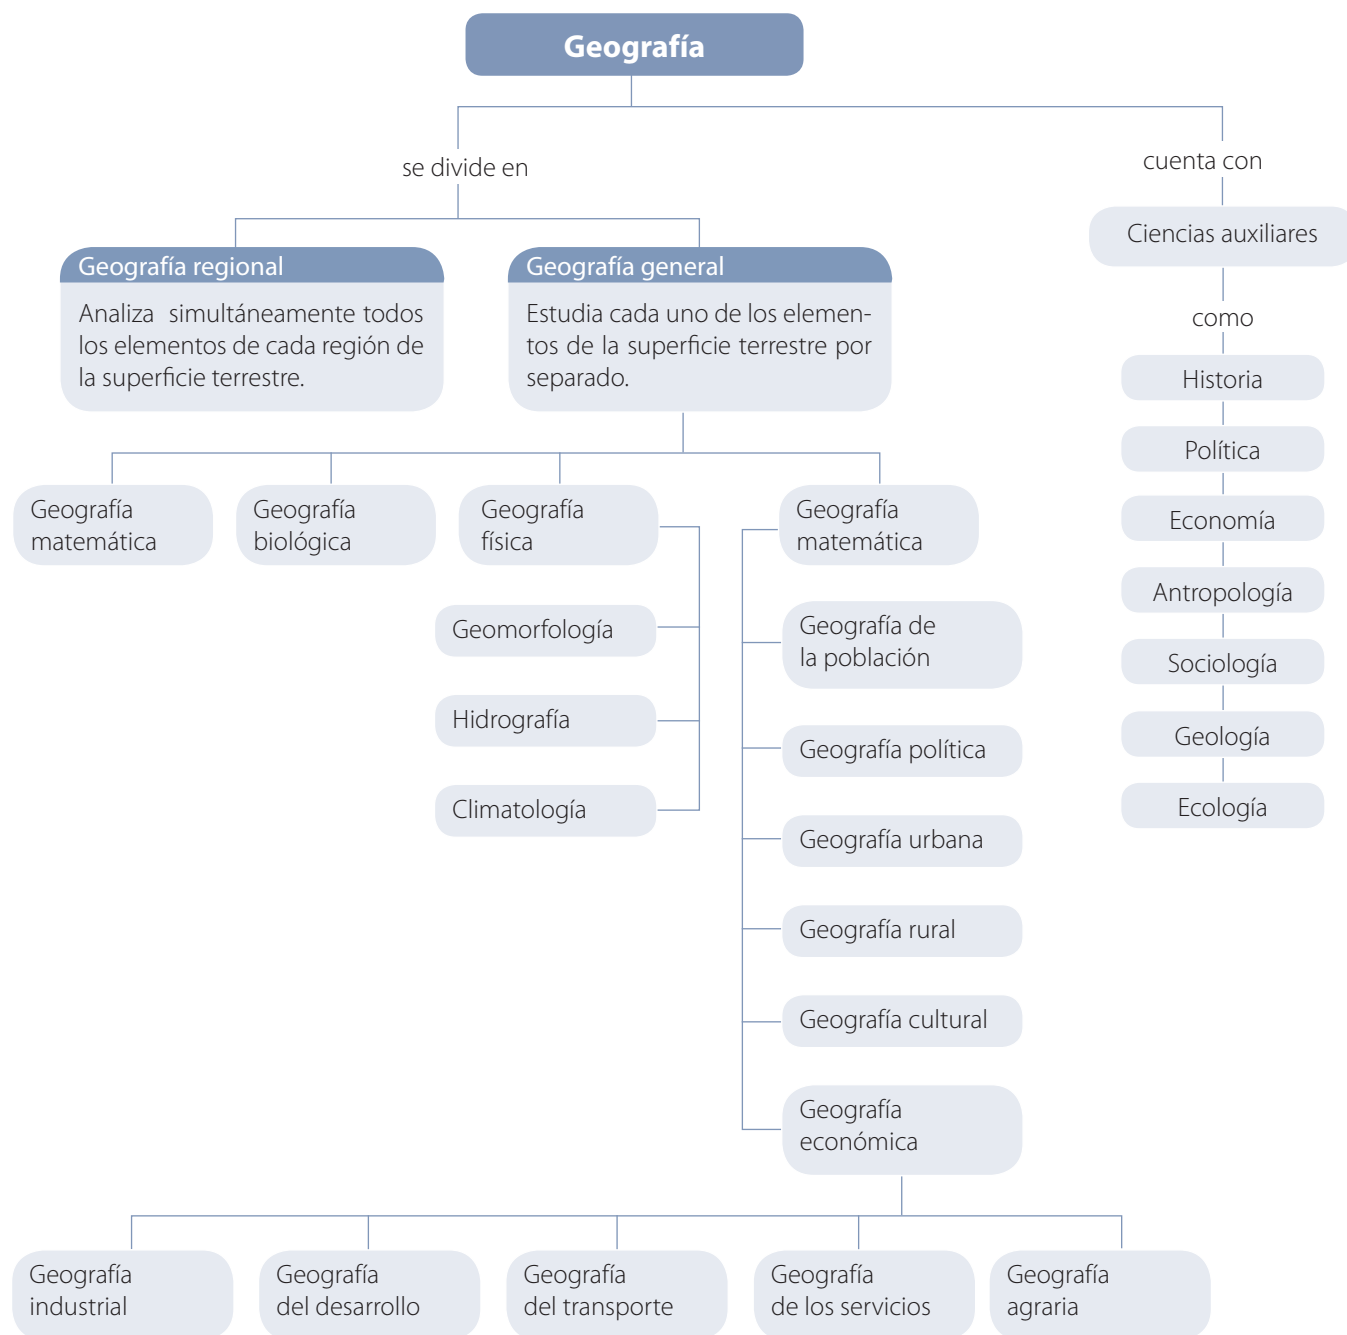 Geografía
se divide en
cuenta con
Ciencias auxiliares
como
Historia
Política
Economía
Antropología
Sociología
Geología
Ecología
Geografía regional
Analiza simultáneamente todos
los elementos de cada región de
la superficie terrestre.
Geografía general
Estudia cada uno de los elemen-
tos de la superficie terrestre por
separado.
Geografía
matemática
Geografía
biológica
Geografía
física
Geomorfología
Hidrografía
Climatología
Geografía
matemática
Geografía de
la población
Geografía política
Geografía urbana
Geografía rural
Geografía cultural
Geografía
económica
Geografía
industrial
Geografía
del desarrollo
Geografía
del transporte
Geografía
de los servicios
Geografía
agraria